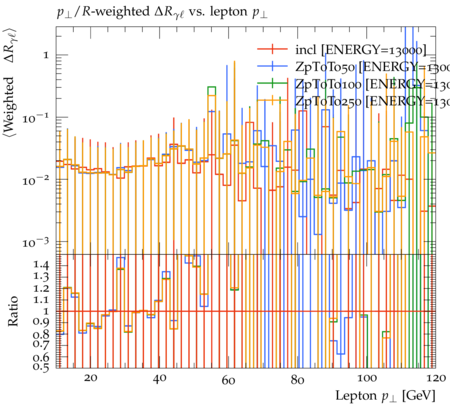 p⊥/R-weighted ΔRγℓ vs. lepton p⊥
⟨Weighted ΔRγℓ⟩
1
10⁻¹
10⁻²
10⁻³
incl [ENERGY=13000]
ZpToTo50 [ENERGY=1300
ZpToTo100 [ENERGY=130
ZpToTo250 [ENERGY=130
Ratio
1.4
1.3
1.2
1.1
1
0.9
0.8
0.7
0.6
0.5
20 40 60 80 100 120
Lepton p⊥ [GeV]